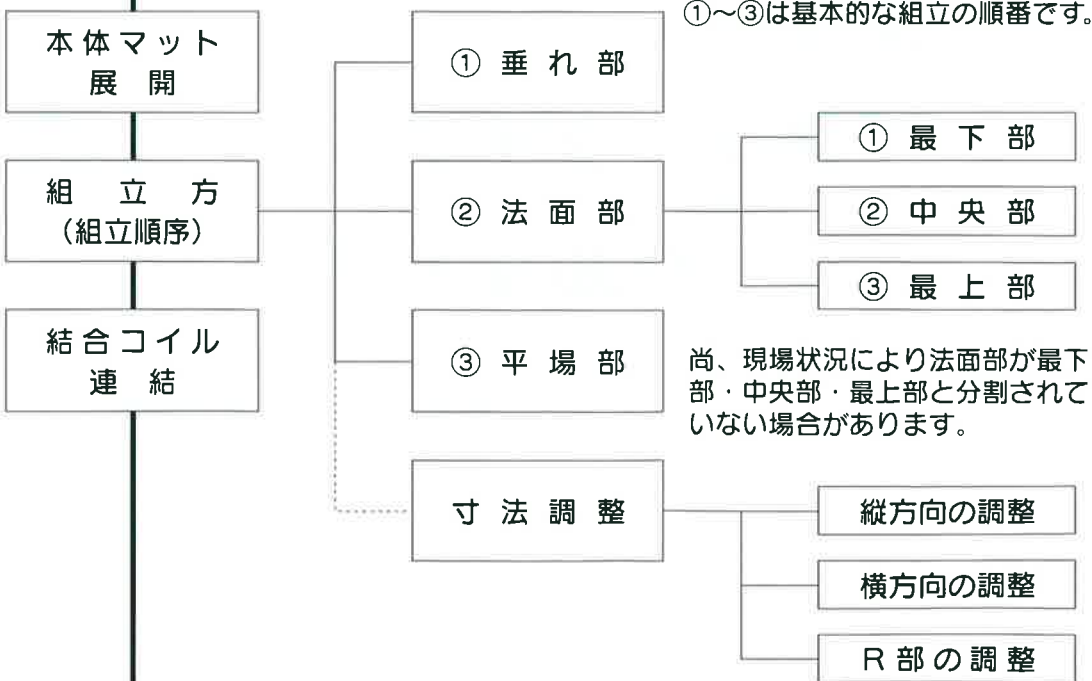 ①～③は基本的な組立の順番です。
本体マット
展開
組立方
（組立順序）
結合コイル
連結
① 垂れ部
② 法面部
③ 平場部
寸法調整
① 最下部
② 中央部
③ 最上部
尚、現場状況により法面部が最下
部・中央部・最上部と分割されて
いない場合があります。
縦方向の調整
横方向の調整
R部の調整